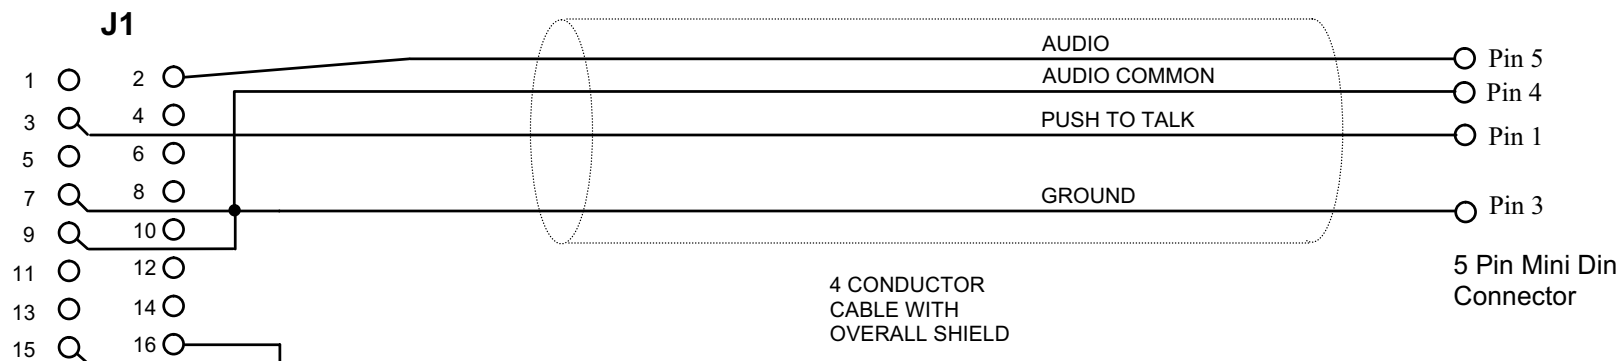 J1
AUDIO
Pin 5
1
2
AUDIO COMMON
Pin 4
3
4
PUSH TO TALK
Pin 1
5
6
7
8
GROUND
Pin 3
9
10
11
12
5 Pin Mini Din
Connector
4 CONDUCTOR
CABLE WITH
OVERALL SHIELD
13
14
15
16